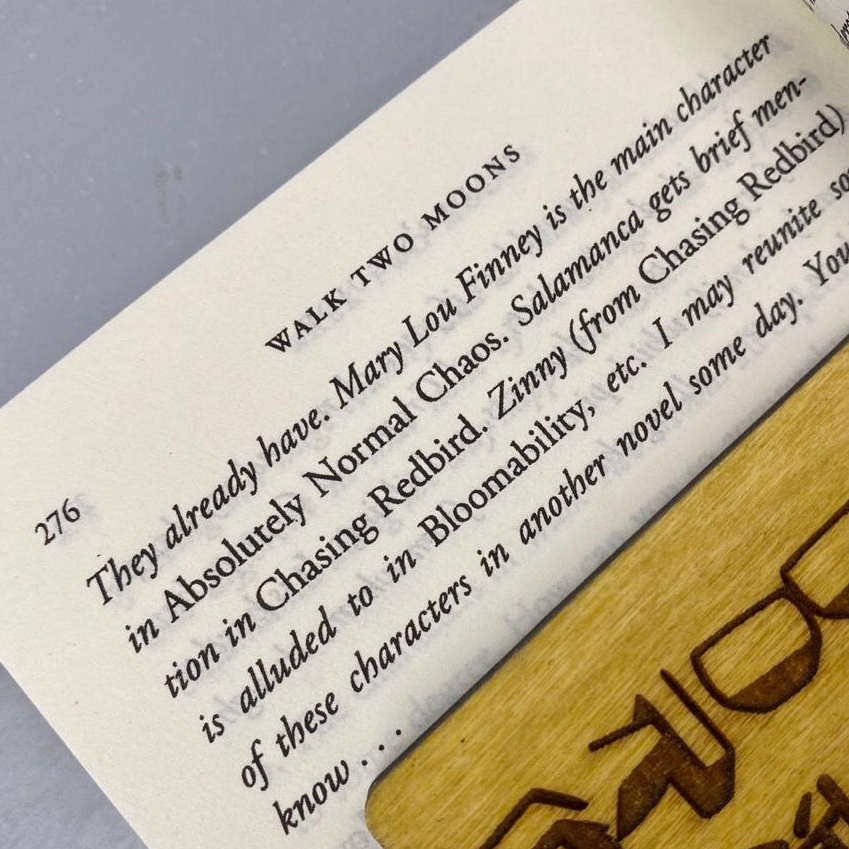 276
WALK TWO MOONS
They already have. Mary Lou Finney is the main character
in Absolutely Normal Chaos. Salamanca gets brief men-
tion in Chasing Redbird. Zinny (from Chasing Redbird)
is alluded to in Bloomability, etc. I may reunite
of these characters in another novel some day. You
know . . .